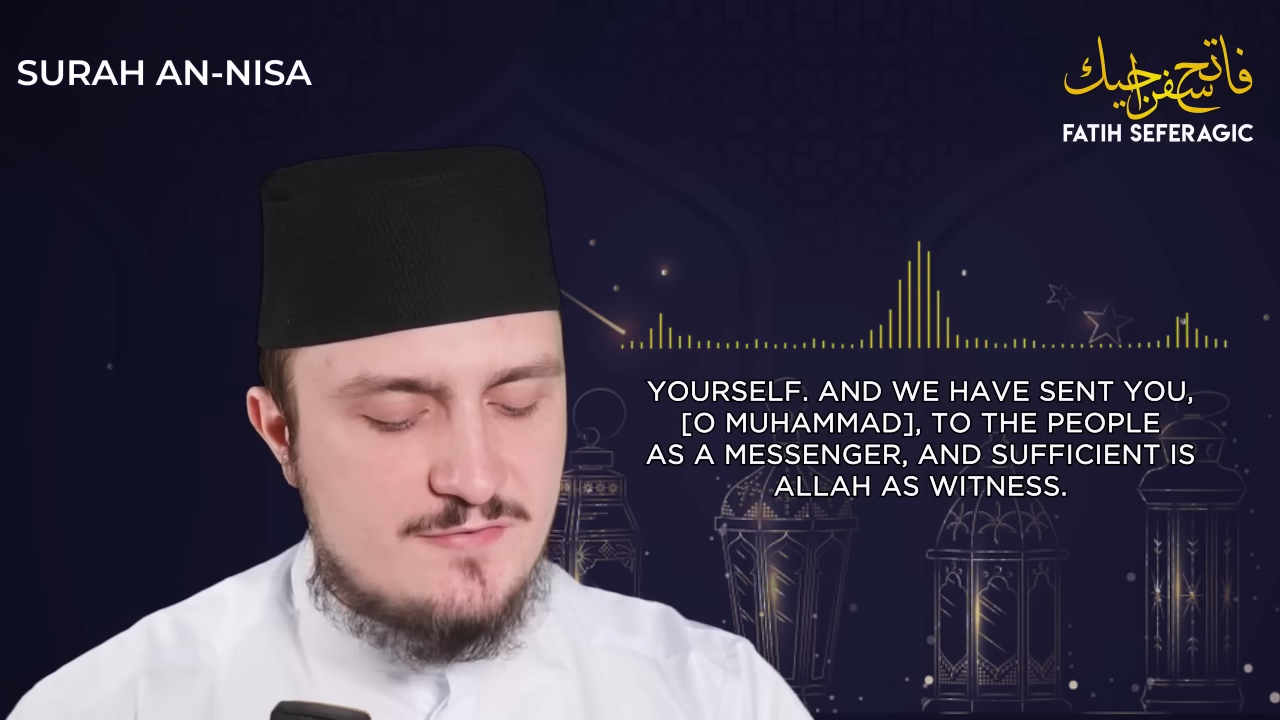 SURAH AN-NISA
فاتح سفرجيك
FATIH SEFERAGIC
YOURSELF. AND WE HAVE SENT YOU,
[O MUHAMMAD], TO THE PEOPLE
AS A MESSENGER, AND SUFFICIENT IS
ALLAH AS WITNESS.